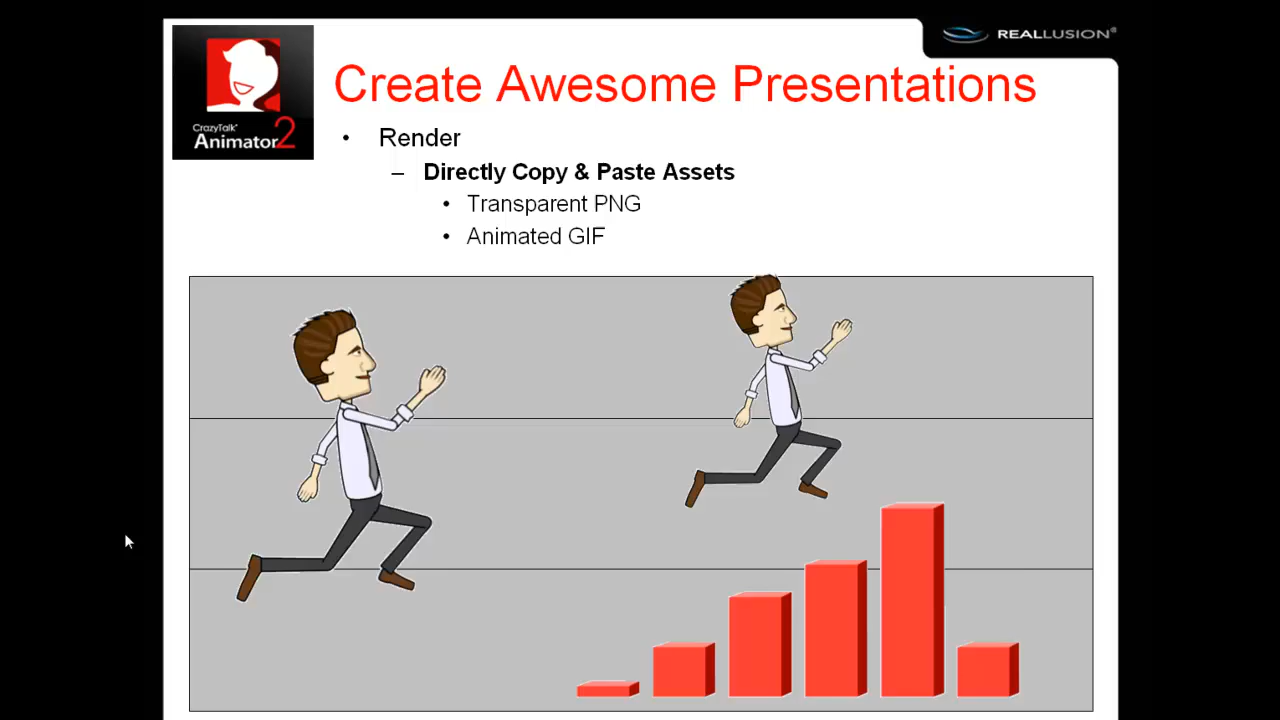 REALLUSION®
Create Awesome Presentations
CrazyTalk®
Animator 2
• Render
– Directly Copy & Paste Assets
• Transparent PNG
• Animated GIF